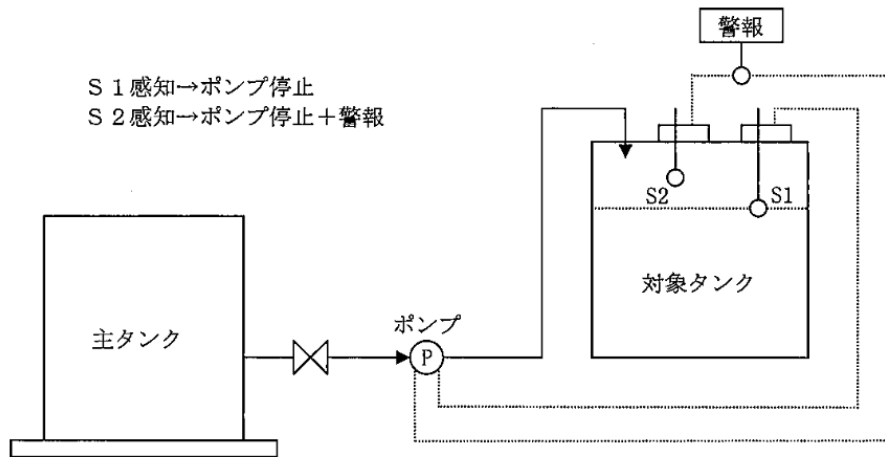 警報
S1感知→ポンプ停止
S2感知→ポンプ停止+警報
S2
S1
対象タンク
ポンプ
主タンク
P